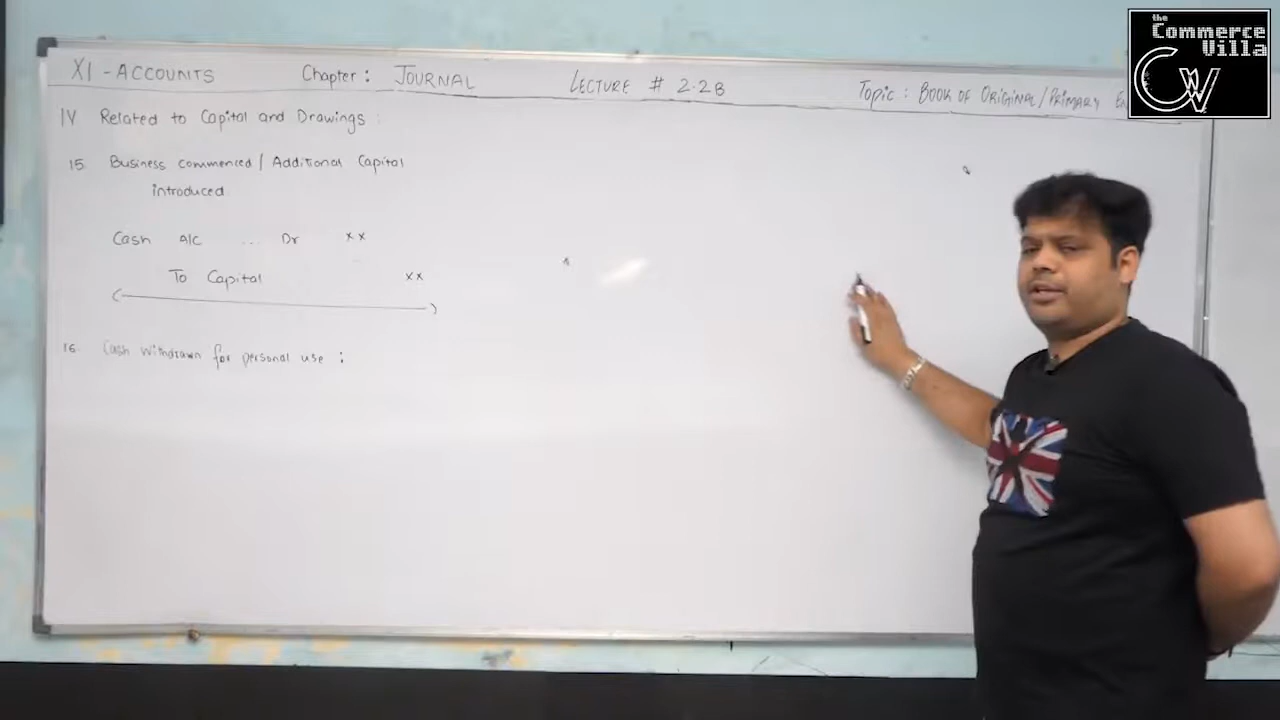 the
Commerce
Villa
CV
XI - ACCOUNTS Chapter : JOURNAL LECTURE # 2.2B Topic : BOOK OF ORIGINAL / PRIMARY
IV Related to Capital and Drawings :
15. Business commenced / Additional Capital
introduced
Cash A/c ... Dr xx
To Capital xx
16. Cash withdrawn for personal use :